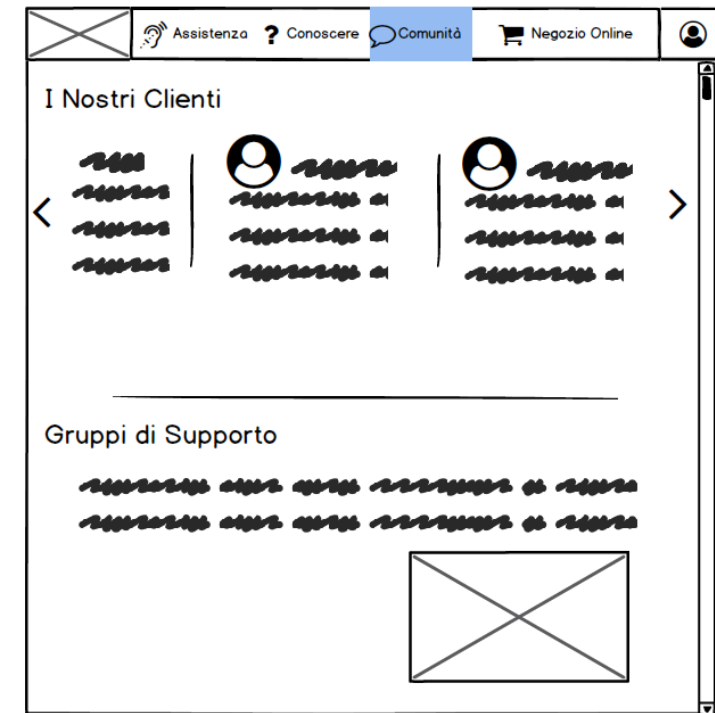 Assistenza ? Conoscere Comunità Negozio Online
I Nostri Clienti
Gruppi di Supporto